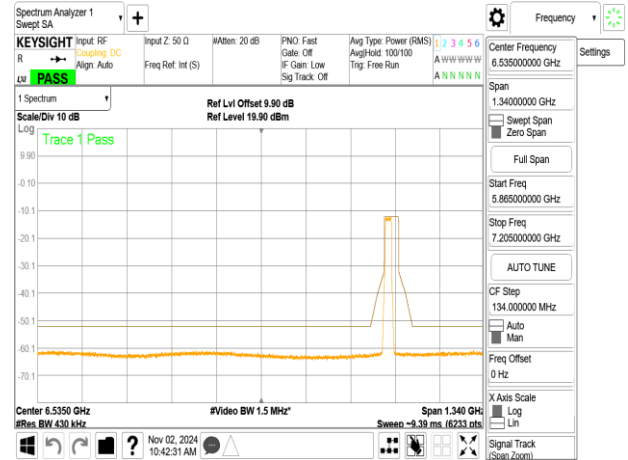 Spectrum Analyzer 1
Swept SA
Frequency
KEYSIGHT
R
LXI
PASS
Input: RF
Coupling: DC
Align: Auto
Input Z: 50 Ω
Freq Ref: Int (S)
#Atten: 20 dB
PNO: Fast
Gate: Off
IF Gain: Low
Sig Track: Off
Avg Type: Power (RMS)
Avg|Hold: 100/100
Trig: Free Run
1 2 3 4 5 6
A W W W W W
A N N N N N
1 Spectrum
Scale/Div 10 dB
Ref Lvl Offset 9.90 dB
Ref Level 19.90 dBm
Log
Trace 1 Pass
9.90
-0.10
-10.1
-20.1
-30.1
-40.1
-50.1
-60.1
-70.1
Center 6.5350 GHz
#Res BW 430 kHz
#Video BW 1.5 MHz*
Span 1.340 GHz
Sweep ~9.39 ms (6233 pts
Center Frequency
6.535000000 GHz
Settings
Span
1.34000000 GHz
Swept Span
Zero Span
Full Span
Start Freq
5.865000000 GHz
Stop Freq
7.205000000 GHz
AUTO TUNE
CF Step
134.000000 MHz
Auto
Man
Freq Offset
0 Hz
X Axis Scale
Log
Lin
Signal Track
(Span Zoom)
?
Nov 02, 2024
10:42:31 AM